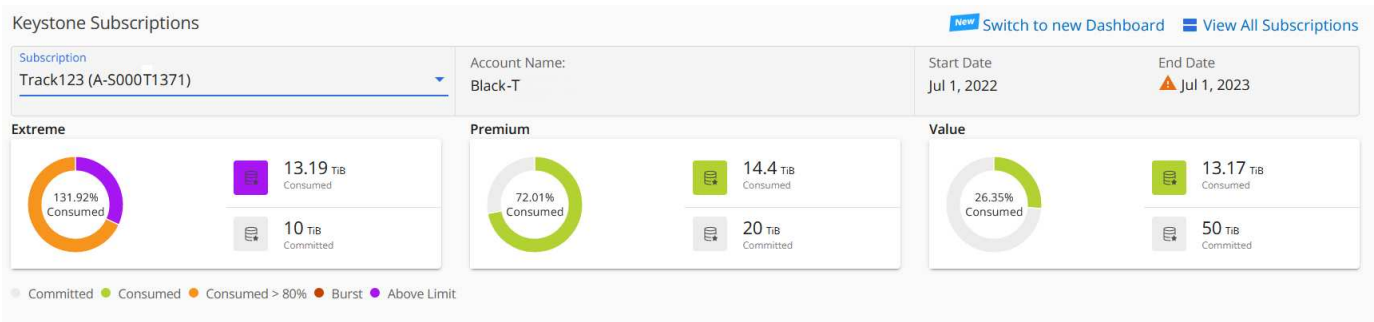 Keystone Subscriptions
New Switch to new Dashboard View All Subscriptions
Subscription
Track123 (A-S000T1371)
Account Name:
Black-T
Start Date
Jul 1, 2022
End Date
Jul 1, 2023
Extreme
131.92%
Consumed
13.19 TiB
Consumed
10 TiB
Committed
Premium
72.01%
Consumed
14.4 TiB
Consumed
20 TiB
Committed
Value
26.35%
Consumed
13.17 TiB
Consumed
50 TiB
Committed
Committed Consumed Consumed > 80% Burst Above Limit